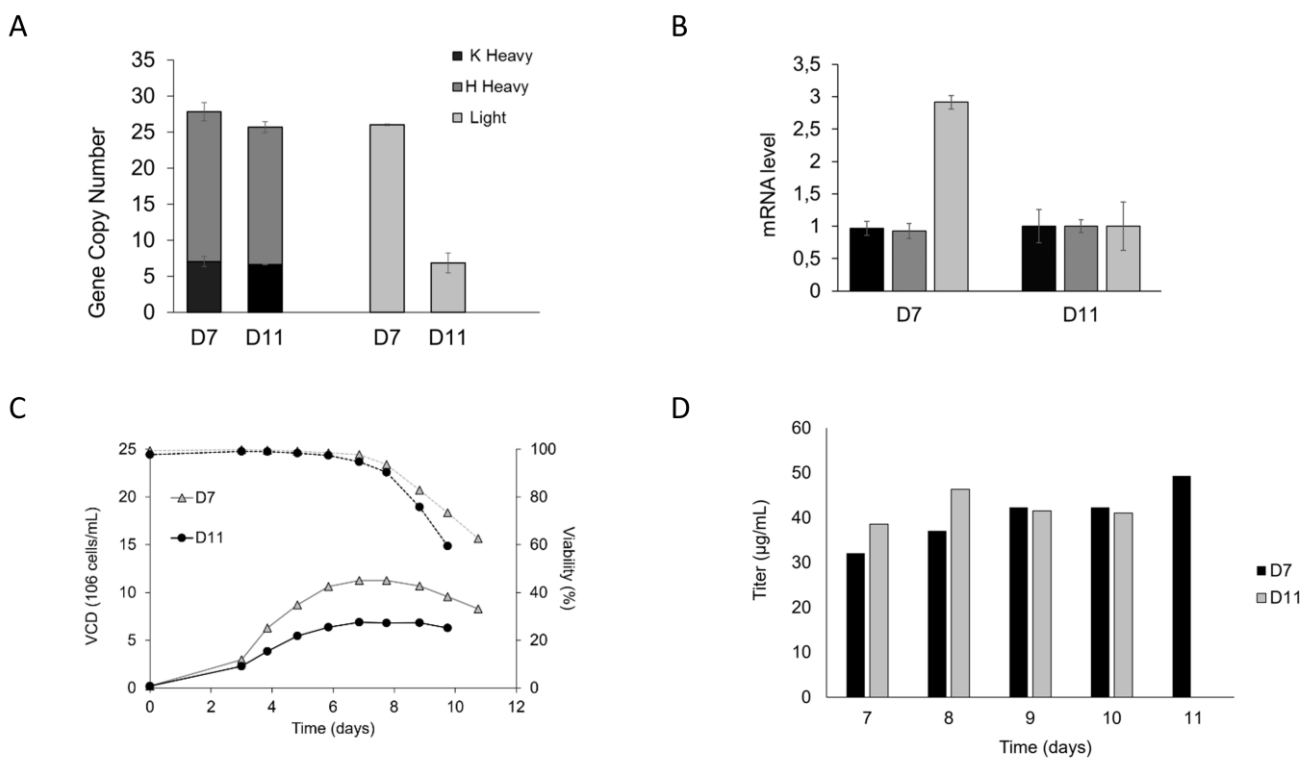 A
Gene Copy Number
35
30
25
20
15
10
5
0
K Heavy
H Heavy
Light
D7 D11 D7 D11
B
mRNA level
3,5
3
2,5
2
1,5
1
0,5
0
D7 D11
C
VCD (106 cells/mL)
25
20
15
10
5
0
D7
D11
100
80
60
40
20
0
Viability (%)
0 2 4 6 8 10 12
Time (days)
D
Titer (µg/mL)
60
50
40
30
20
10
0
D7
D11
7 8 9 10 11
Time (days)